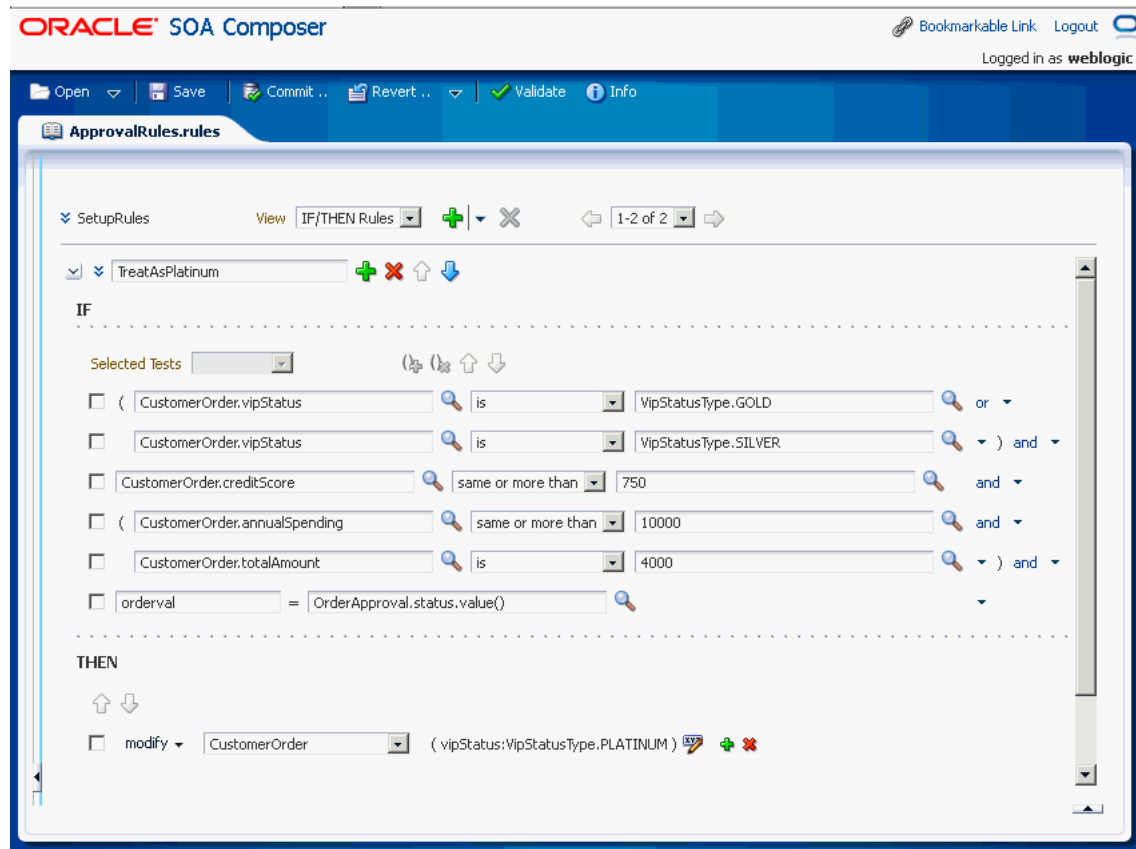 ORACLE SOA Composer
Bookmarkable Link Logout
Logged in as weblogic
Open Save Commit .. Revert .. Validate Info
ApprovalRules.rules
SetupRules View IF/THEN Rules 1-2 of 2
TreatAsPlatinum
IF
Selected Tests
( CustomerOrder.vipStatus is VipStatusType.GOLD or
CustomerOrder.vipStatus is VipStatusType.SILVER ) and
CustomerOrder.creditScore same or more than 750 and
( CustomerOrder.annualSpending same or more than 10000 and
CustomerOrder.totalAmount is 4000 ) and
orderval = OrderApproval.status.value()
THEN
modify CustomerOrder ( vipStatus:VipStatusType.PLATINUM )